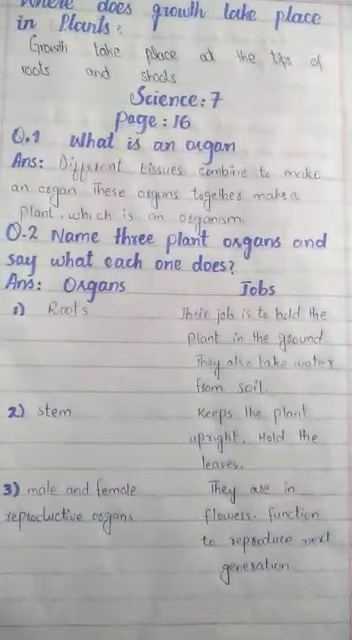 Where does growth take place
in Plants?
Growth take place at the tips of
roots and shoots
Science: 7
Page: 16
Q.1 What is an organ
Ans: Different tissues combine to make
an organ These organs together make a
plant, which is an organism.
Q.2 Name three plant organs and
say what each one does?
Ans: Organs Jobs
1) Roots Their job is to hold the
plant in the ground.
They also take water
from soil.
2) stem Keeps the plant
upright. Hold the
leaves.
3) male and female They are in
reproductive organs flowers. function
to reproduce next
generation.